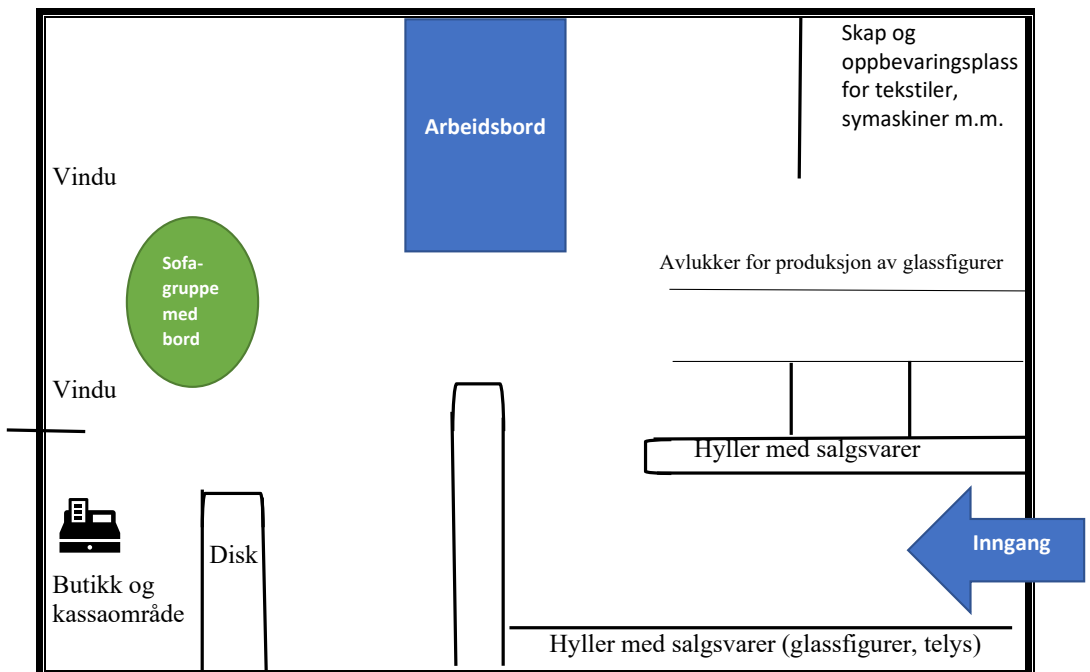 Skap og
oppbevaringsplass
for tekstiler,
symaskiner m.m.
Arbeidsbord
Vindu
Sofa-
gruppe
med
bord
Avlukker for produksjon av glassfigurer
Vindu
Hyller med salgsvarer
Inngang
Disk
Butikk og
kassaområde
Hyller med salgsvarer (glassfigurer, telys)